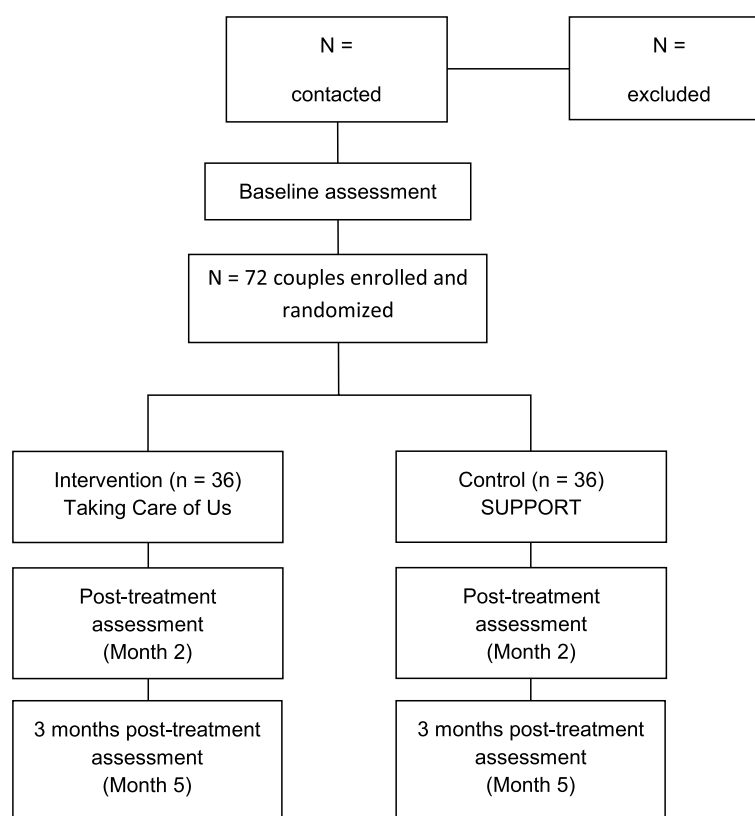 N =
contacted
N =
excluded
Baseline assessment
N = 72 couples enrolled and
randomized
Intervention (n = 36)
Taking Care of Us
Control (n = 36)
SUPPORT
Post-treatment
assessment
(Month 2)
Post-treatment
assessment
(Month 2)
3 months post-treatment
assessment
(Month 5)
3 months post-treatment
assessment
(Month 5)